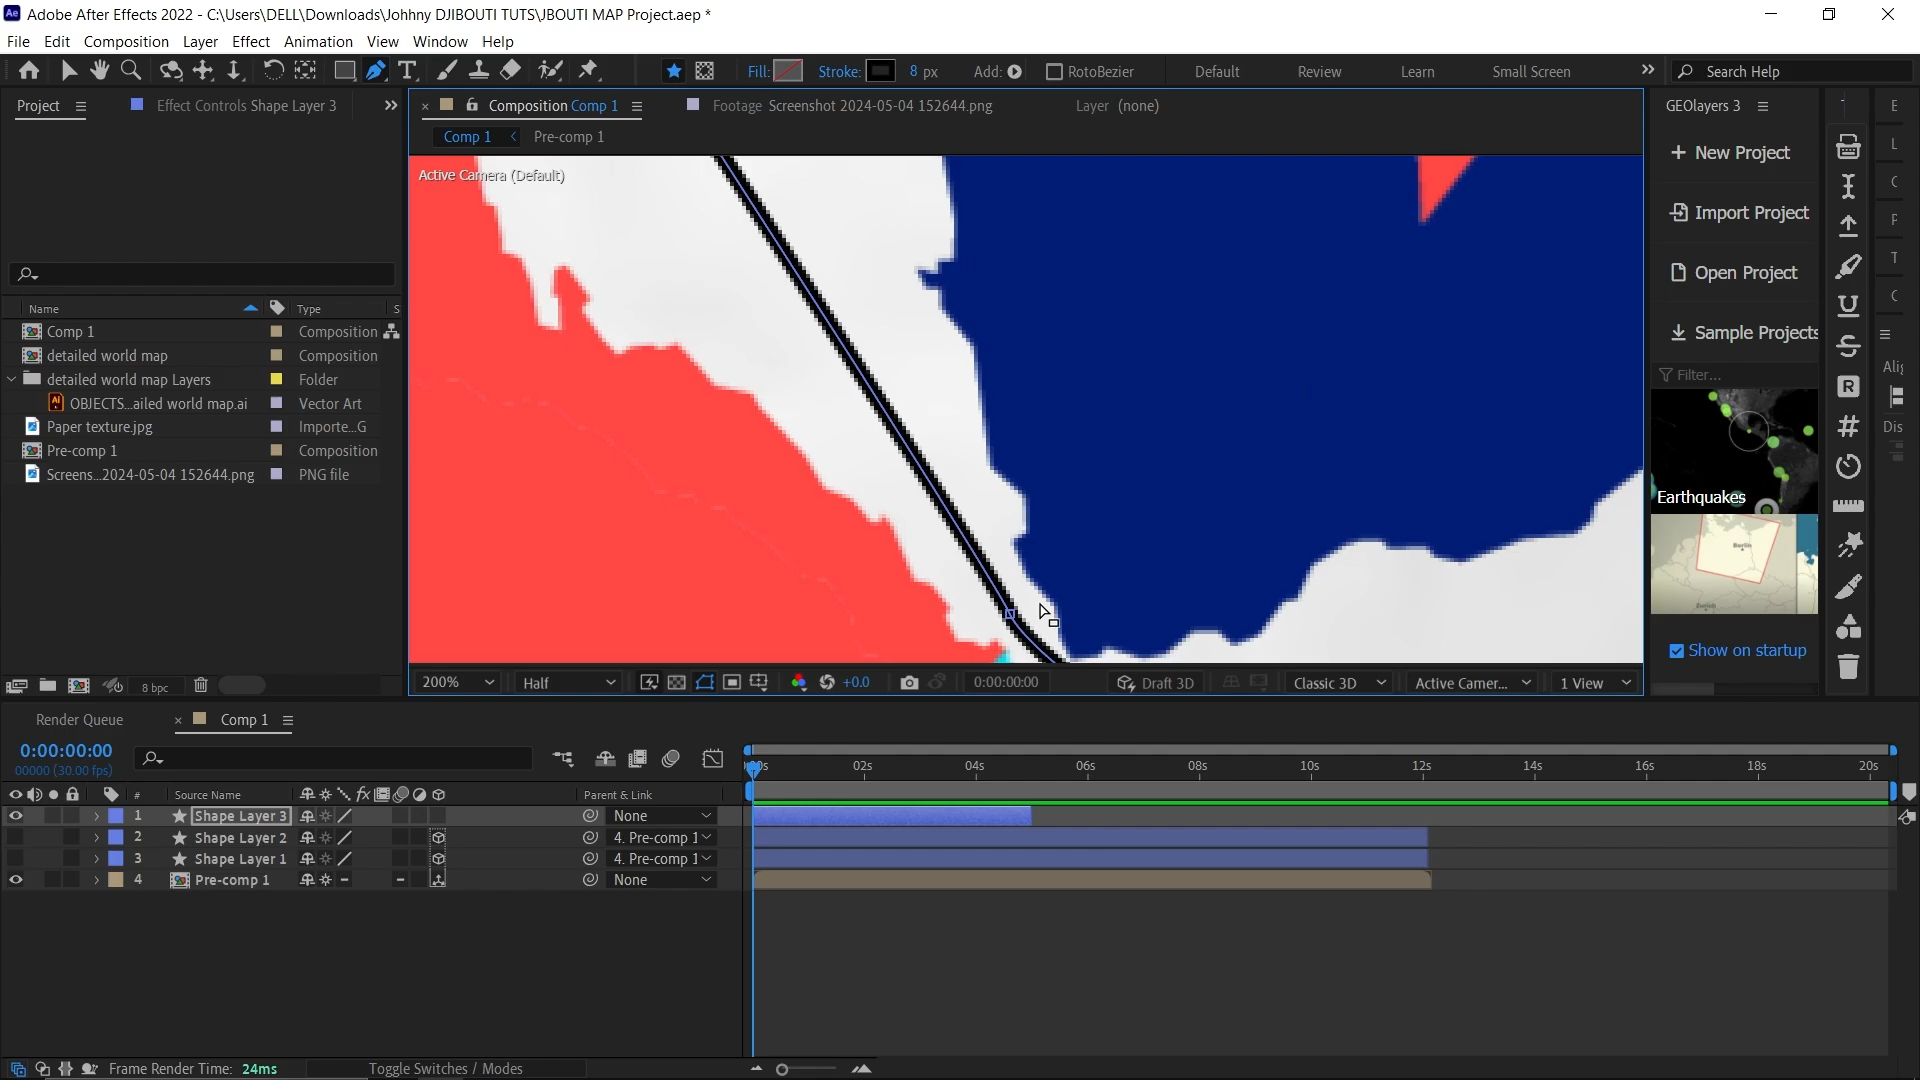 Adobe After Effects 2022 - C:\Users\DELL\Downloads\Johhny DJIBOUTI TUTS\JBOUTI MAP Project.aep *
File Edit Composition Layer Effect Animation View Window Help
Fill: Stroke: 8 px Add: RotoBezier Default Review Learn Small Screen Search Help
Project Effect Controls Shape Layer 3
Composition Comp 1 Footage Screenshot 2024-05-04 152644.png Layer (none)
Comp 1 Pre-comp 1
Active Camera (Default)
Name Type S
Comp 1 Composition
detailed world map Composition
detailed world map Layers Folder
OBJECTS...ailed world map.ai Vector Art
Paper texture.jpg Importe...G
Pre-comp 1 Composition
Screens...2024-05-04 152644.png PNG file
8 bpc
200% Half +0.0 0:00:00:00 Draft 3D Classic 3D Active Camer... 1 View
GEOlayers 3
New Project
Import Project
Open Project
Sample Projects
Filter...
Earthquakes
Berlin
Show on startup
E
L
C
P
T
C
Alig
Dis
Render Queue Comp 1
0:00:00:00
00000 (30.00 fps)
02s 04s 06s 08s 10s 12s 14s 16s 18s 20s
# Source Name Parent & Link
1 Shape Layer 3 None
2 Shape Layer 2 4. Pre-comp 1
3 Shape Layer 1 4. Pre-comp 1
4 Pre-comp 1 None
Frame Render Time: 24ms Toggle Switches / Modes